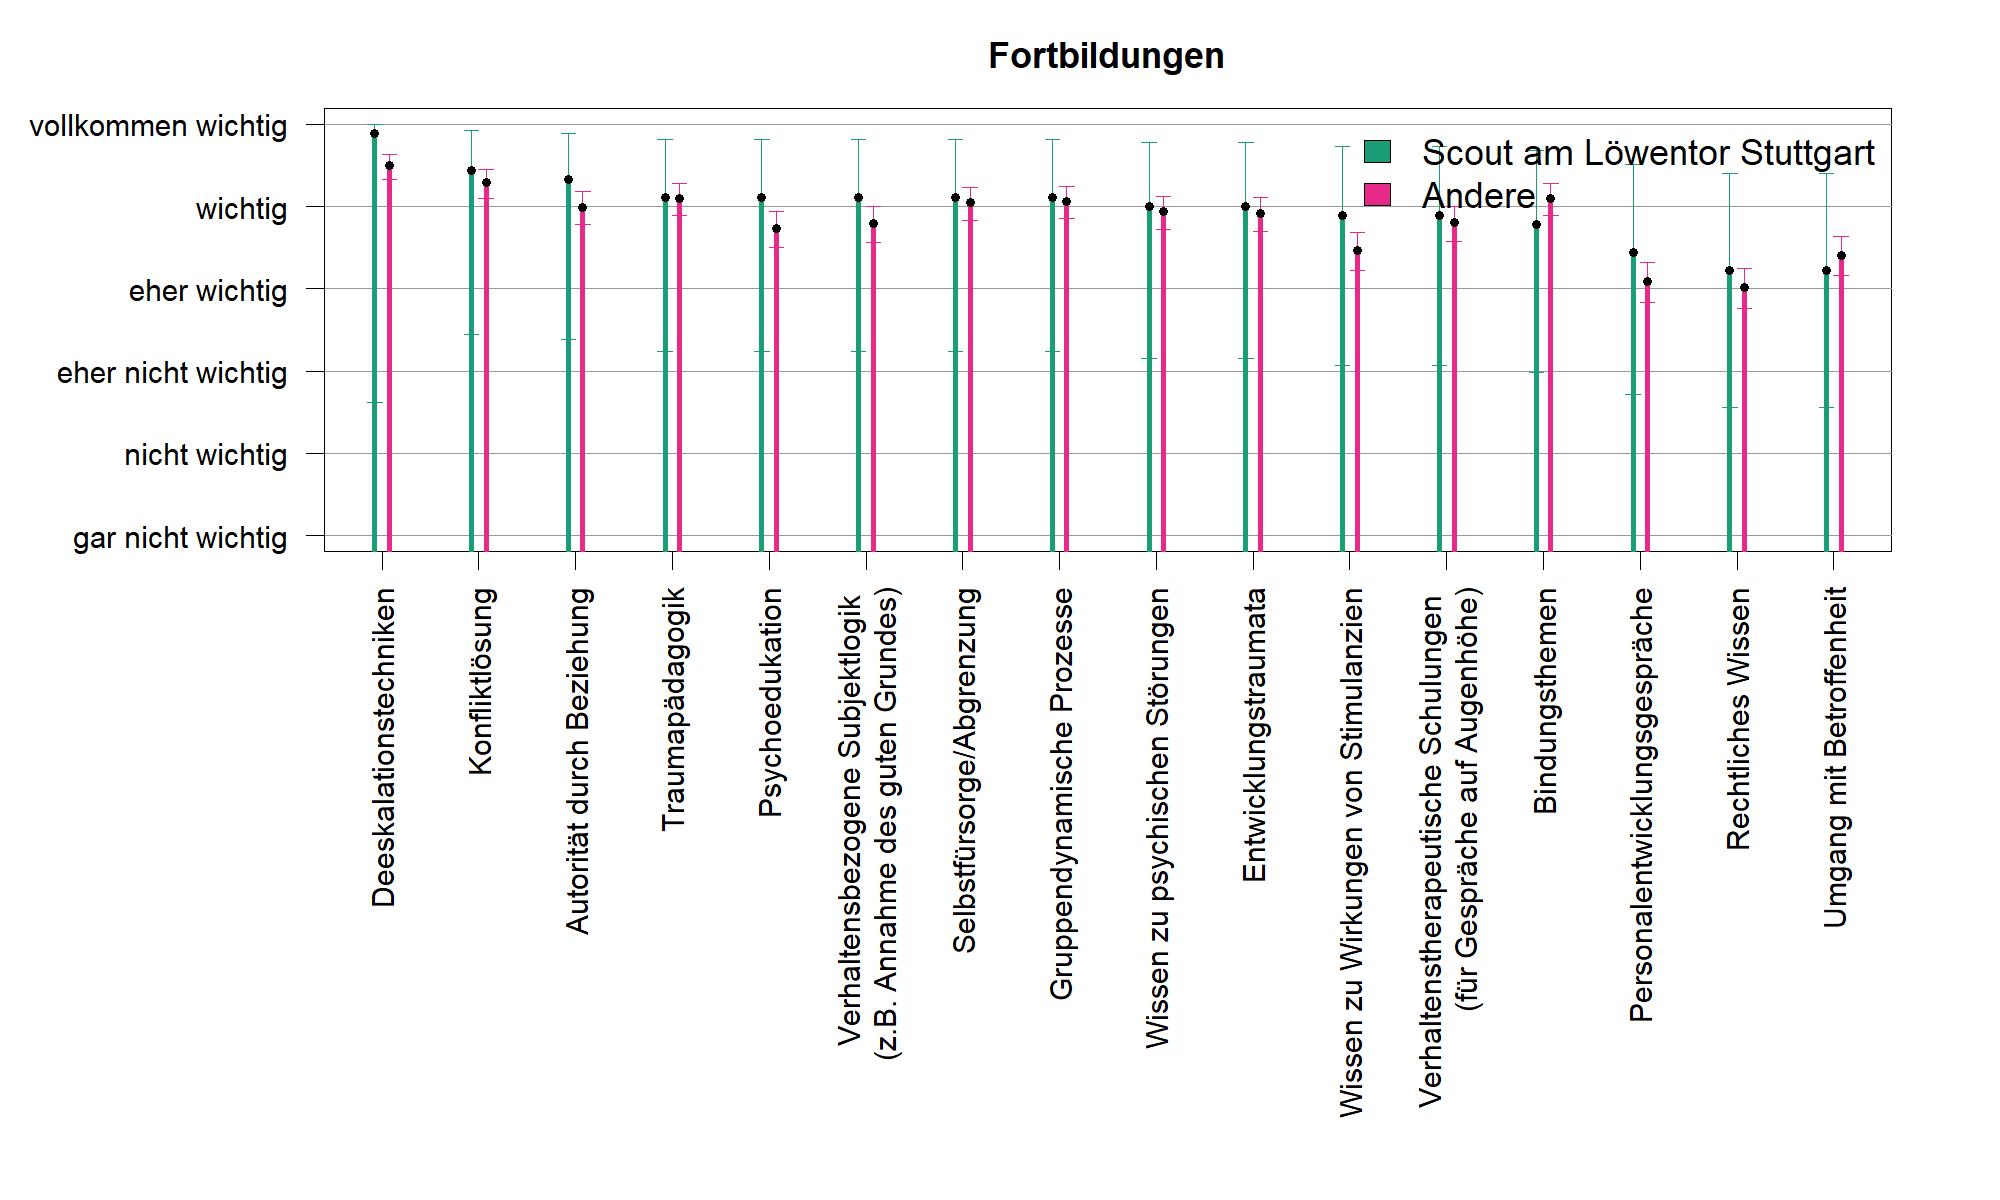 Fortbildungen
vollkommen wichtig
wichtig
eher wichtig
eher nicht wichtig
nicht wichtig
gar nicht wichtig
Scout am Löwentor Stuttgart
Andere
Deeskalationstechniken
Konfliktlösung
Autorität durch Beziehung
Traumapädagogik
Psychoedukation
Verhaltensbezogene Subjektlogik
(z.B. Annahme des guten Grundes)
Selbstfürsorge/Abgrenzung
Gruppendynamische Prozesse
Wissen zu psychischen Störungen
Entwicklungstraumata
Wissen zu Wirkungen von Stimulanzien
Verhaltenstherapeutische Schulungen
(für Gespräche auf Augenhöhe)
Bindungsthemen
Personalentwicklungsgespräche
Rechtliches Wissen
Umgang mit Betroffenheit